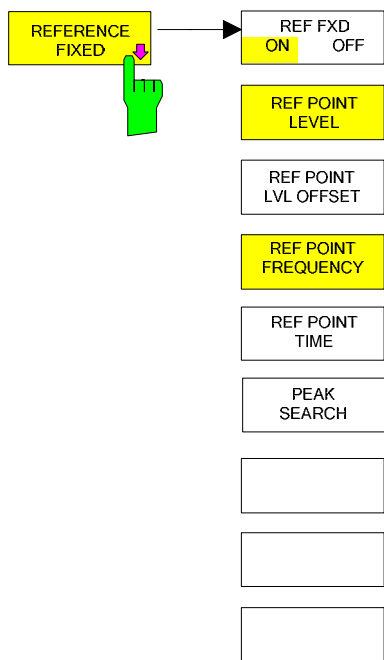 REFERENCE
FIXED
REF FXD
ON OFF
REF POINT
LEVEL
REF POINT
LVL OFFSET
REF POINT
FREQUENCY
REF POINT
TIME
PEAK
SEARCH